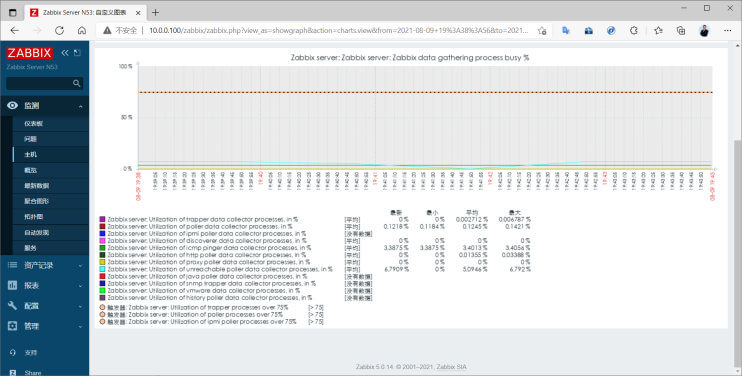 Zabbix Server N53: 自定义图表
不安全 | 10.0.0.100/zabbix/zabbix.php?view_as=showgraph&action=charts.view&from=2021-08-09+19%3A38%3A56&to=2021...
ZABBIX
Zabbix Server N53
监测
仪表板
问题
主机
概览
最新数据
聚合图形
拓扑图
自动发现
服务
资产记录
报表
配置
管理
支持
Share
Zabbix server: Zabbix server: Zabbix data gathering process busy %
100 %
50 %
0 %
最新 最小 平均 最大
Zabbix server: Utilization of trapper data collector processes, in % [平均] 0 % 0 % 0.002712 % 0.006787 %
Zabbix server: Utilization of poller data collector processes, in % [平均] 0.1218 % 0.1184 % 0.1245 % 0.1421 %
Zabbix server: Utilization of ipmi poller data collector processes, in % [没有数据]
Zabbix server: Utilization of discoverer data collector processes, in % [平均] 0 % 0 % 0 % 0 %
Zabbix server: Utilization of icmp pinger data collector processes, in % [平均] 3.3875 % 3.3875 % 3.4013 % 3.4056 %
Zabbix server: Utilization of http poller data collector processes, in % [平均] 0 % 0 % 0.01355 % 0.03388 %
Zabbix server: Utilization of proxy poller data collector processes, in % [平均] 0 % 0 % 0 % 0 %
Zabbix server: Utilization of unreachable poller data collector processes, in % [平均] 6.7909 % 0 % 5.0946 % 6.792 %
Zabbix server: Utilization of java poller data collector processes, in % [没有数据]
Zabbix server: Utilization of snmp trapper data collector processes, in % [没有数据]
Zabbix server: Utilization of vmware data collector processes, in % [没有数据]
Zabbix server: Utilization of history poller data collector processes, in % [没有数据]
触发器: Zabbix server: Utilization of trapper processes over 75% [> 75]
触发器: Zabbix server: Utilization of poller processes over 75% [> 75]
触发器: Zabbix server: Utilization of ipmi poller processes over 75% [> 75]
Zabbix 5.0.14. © 2001–2021, Zabbix SIA